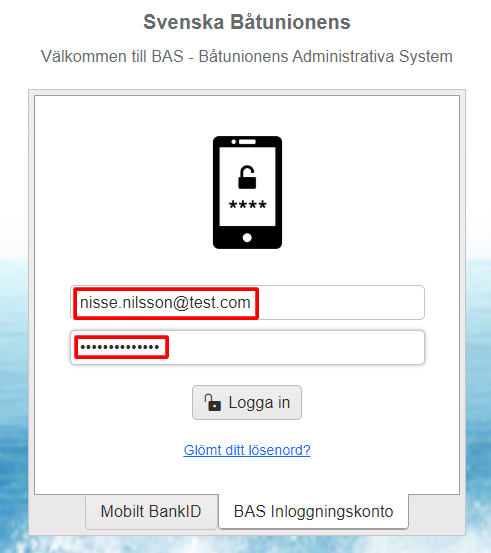 Svenska Båtunionens
Välkommen till BAS - Båtunionens Administrativa System
****
nisse.nilsson@test.com
••••••••••••••
Logga in
Glömt ditt lösenord?
Mobilt BankID
BAS Inloggningskonto